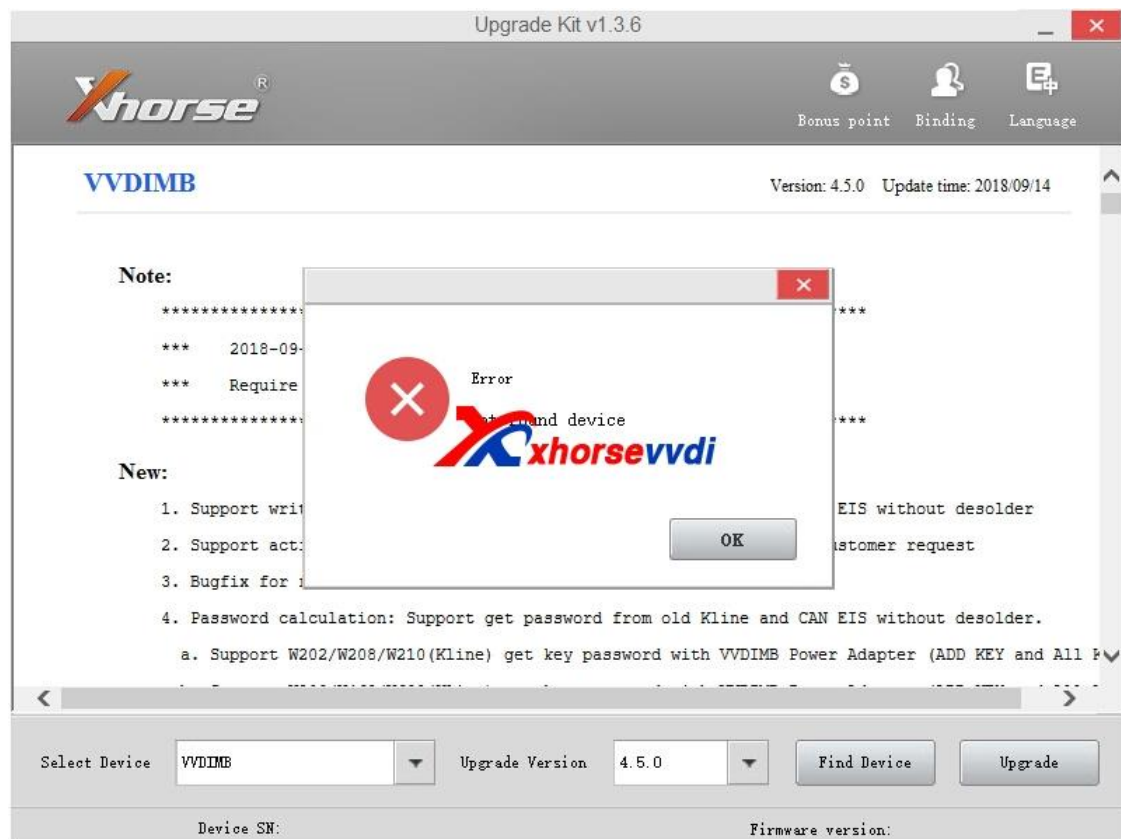 Upgrade Kit v1.3.6
Xhorse ®
Bonus point Binding Language
VVDIMB
Version: 4.5.0 Update time: 2018/09/14
Note:
*** 2018-09-
*** Require
Error
und device
xhorsevvdi
OK
New:
1. Support writ EIS without desolder
2. Support act stomer request
3. Bugfix for
4. Password calculation: Support get password from old Kline and CAN EIS without desolder.
a. Support W202/W208/W210(Kline) get key password with VVDIMB Power Adapter (ADD KEY and All
Select Device VVDIMB Upgrade Version 4.5.0 Find Device Upgrade
Device SN: Firmware version: